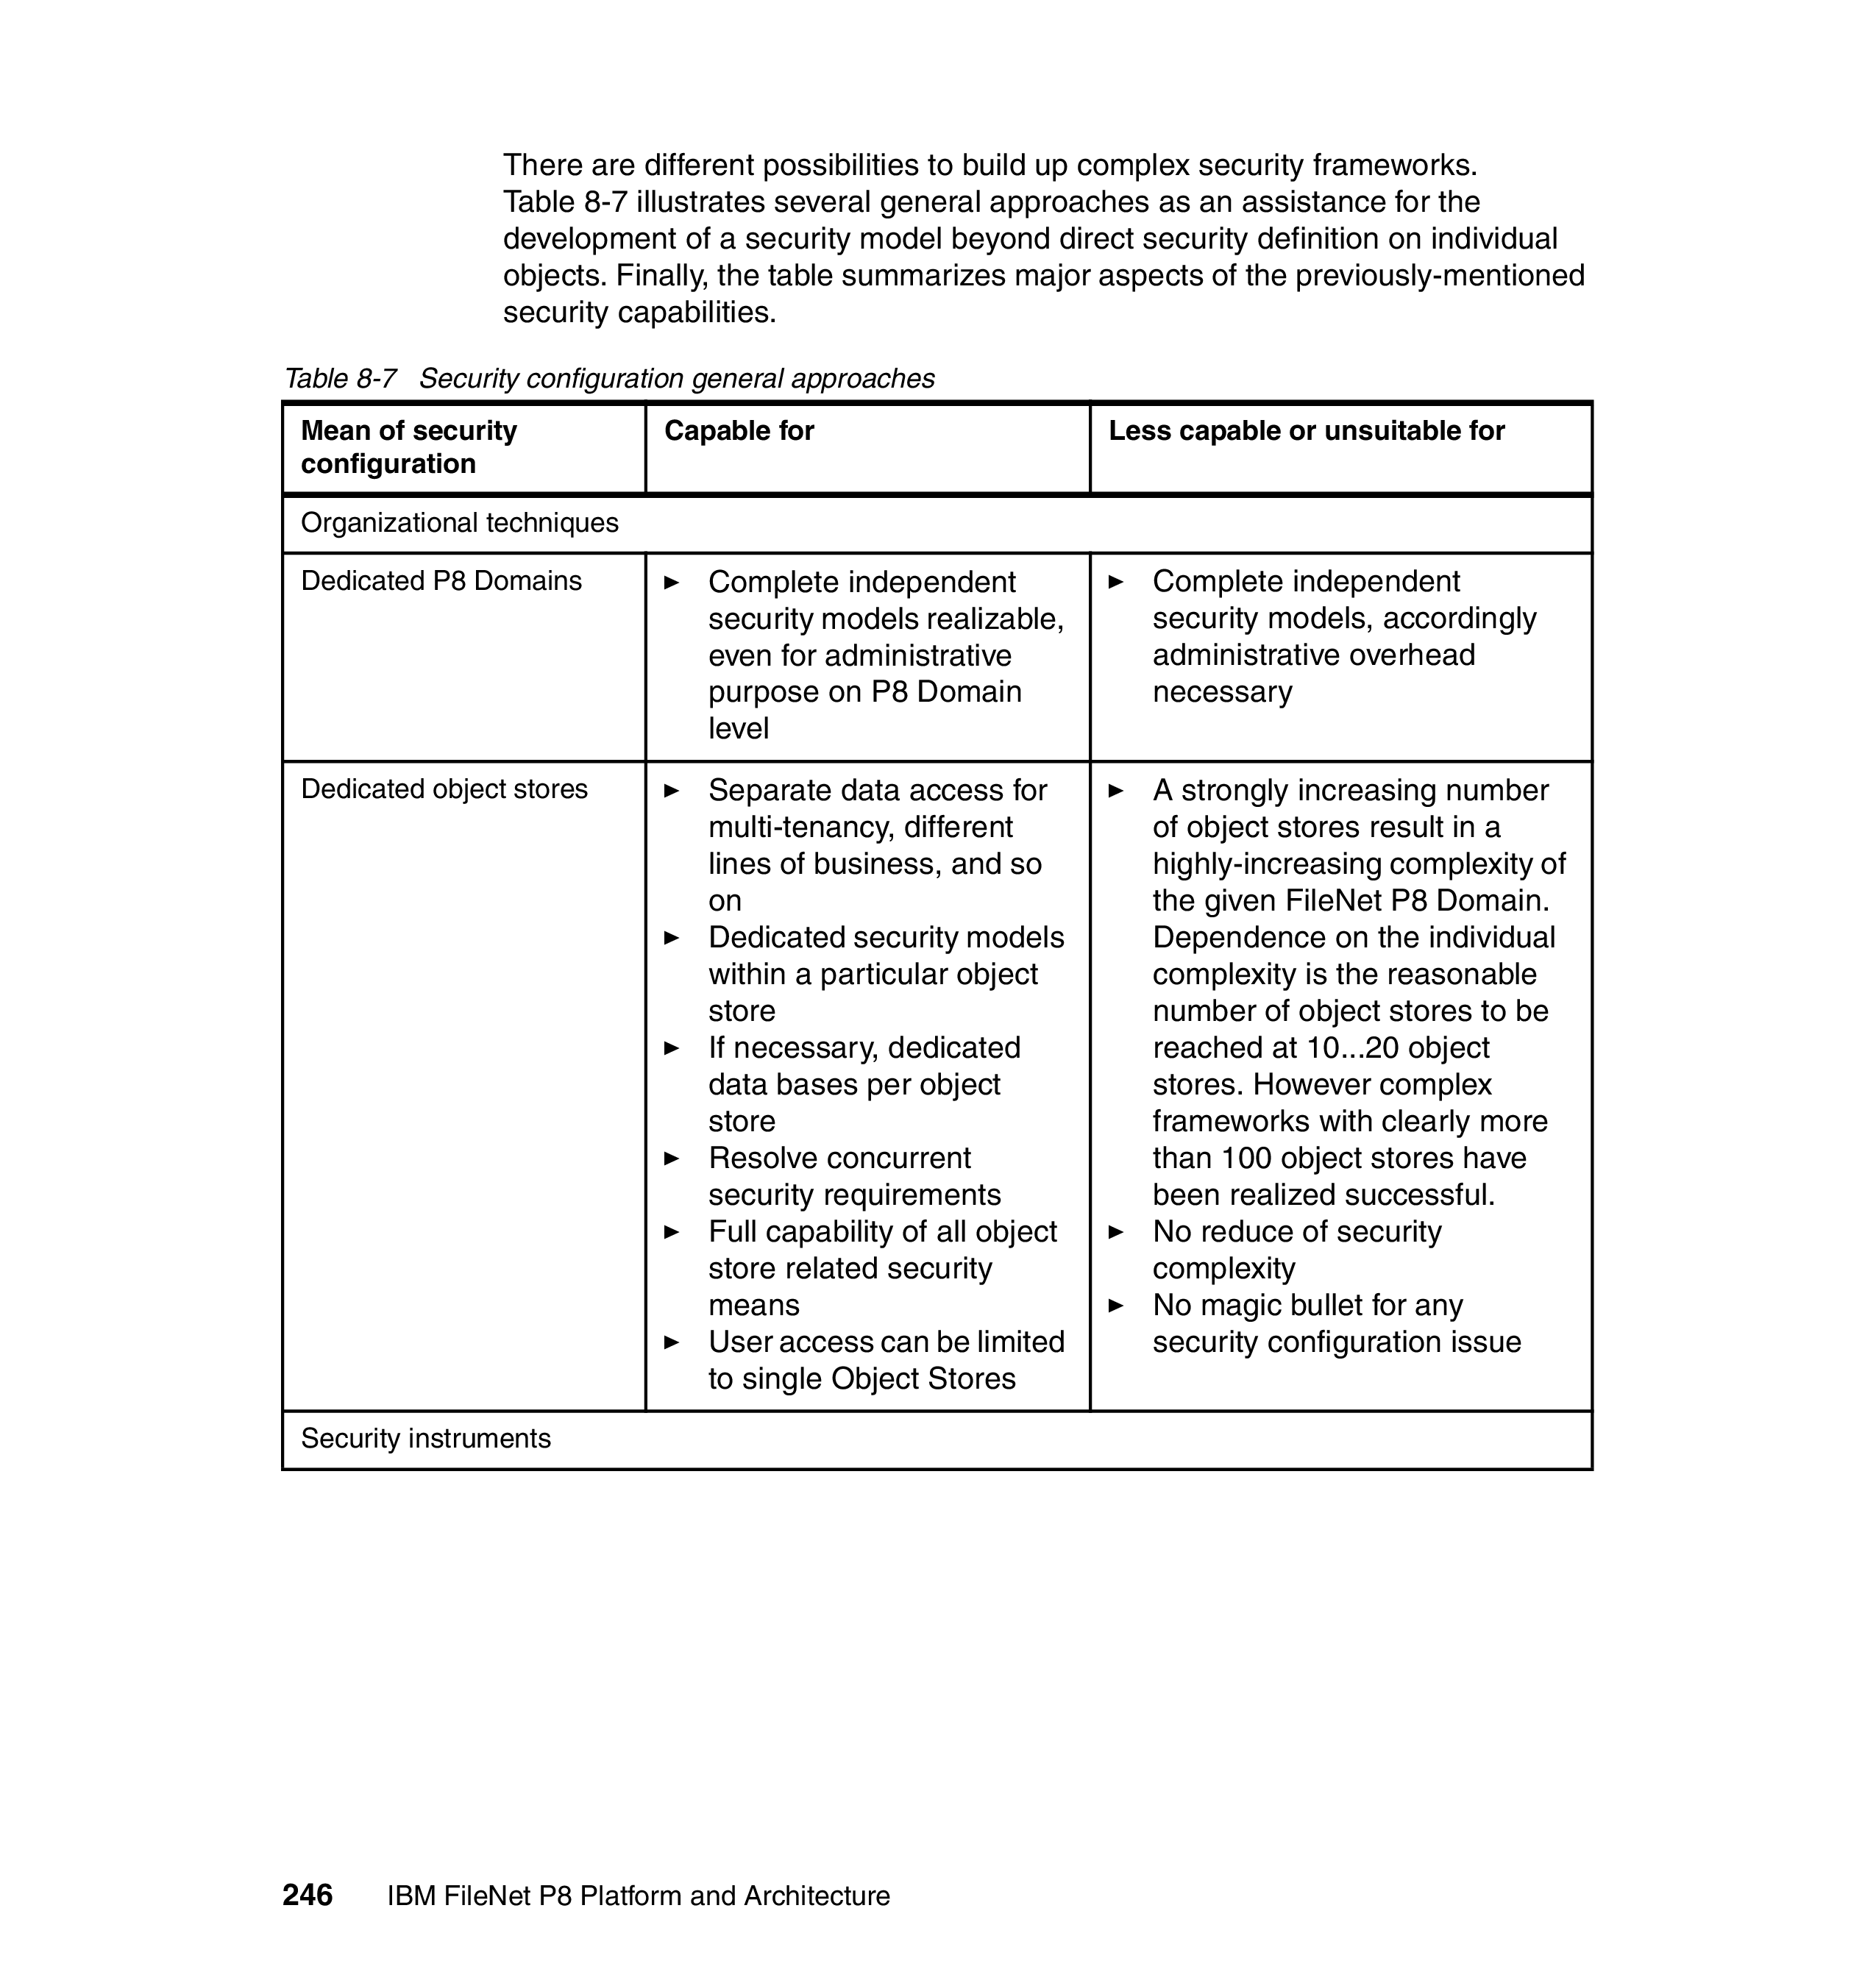 There are different possibilities to build up complex security frameworks.
Table 8-7 illustrates several general approaches as an assistance for the
development of a security model beyond direct security definition on individual
objects. Finally, the table summarizes major aspects of the previously-mentioned
security capabilities.
Table 8-7 Security configuration general approaches
Mean of security
configuration
Capable for
Less capable or unsuitable for
Organizational techniques
Dedicated P8 Domains
► Complete independent
security models realizable,
even for administrative
purpose on P8 Domain
level
► Complete independent
security models, accordingly
administrative overhead
necessary
Dedicated object stores
► Separate data access for
multi-tenancy, different
lines of business, and so
on
► Dedicated security models
within a particular object
store
► If necessary, dedicated
data bases per object
store
► Resolve concurrent
security requirements
► Full capability of all object
store related security
means
► User access can be limited
to single Object Stores
► A strongly increasing number
of object stores result in a
highly-increasing complexity of
the given FileNet P8 Domain.
Dependence on the individual
complexity is the reasonable
number of object stores to be
reached at 10...20 object
stores. However complex
frameworks with clearly more
than 100 object stores have
been realized successful.
► No reduce of security
complexity
► No magic bullet for any
security configuration issue
Security instruments
246 IBM FileNet P8 Platform and Architecture